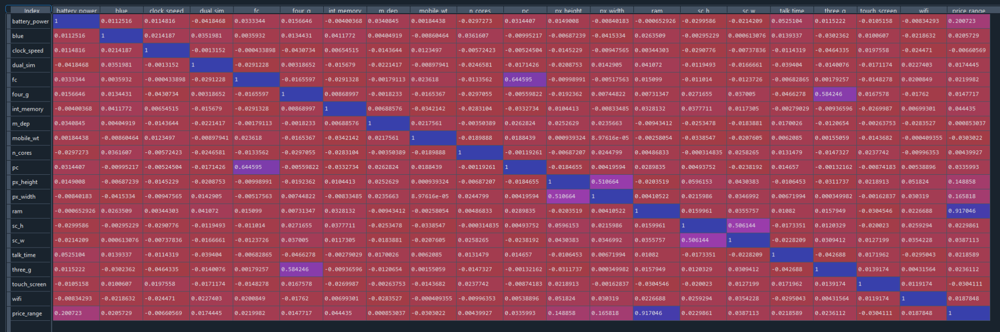 Index battery_power blue clock_speed dual_sim fc four_g int_memory m_dep mobile_wt n_cores pc px_height px_width ram sc_h sc_w talk_time three_g touch_screen wifi price_range
battery_power 1 0.0112516 0.0114816 -0.0418468 0.0333344 0.0156646 -0.00400368 0.0340845 0.00184438 -0.0297273 0.0314407 0.0149008 -0.00840183 -0.000652926 -0.0299586 -0.0214209 0.0525104 0.0115222 -0.0105158 -0.00834293 0.200723
blue 0.0112516 1 0.0214187 0.0351981 0.0035932 0.0134431 0.0411772 0.00404919 -0.00860464 0.0361607 -0.00995217 -0.00687239 -0.0415334 0.0263509 -0.00295229 0.000613076 0.0139337 -0.0302362 0.0100607 -0.0218632 0.0205729
clock_speed 0.0114816 0.0214187 1 -0.0013152 -0.000433898 -0.0430734 0.00654515 -0.0143644 0.0123497 -0.00572423 -0.00524504 -0.0145229 -0.00947565 0.00344303 -0.0290776 -0.00737836 -0.0114319 -0.0464335 0.0197558 -0.024471 -0.00660569
dual_sim -0.0418468 0.0351981 -0.0013152 1 -0.0291228 0.00318652 -0.015679 -0.0221417 -0.00897941 -0.0246581 -0.0171426 -0.0208753 0.0142905 0.041072 -0.0119493 -0.0166661 -0.039404 -0.0140076 -0.0171174 0.0227403 0.0174445
fc 0.0333344 0.0035932 -0.000433898 -0.0291228 1 -0.0165597 -0.0291328 -0.00179113 0.023618 -0.0133562 0.644595 -0.00998991 -0.00517563 0.015099 -0.011014 -0.0123726 -0.00682865 0.00179257 -0.0148278 0.0200849 0.0219982
four_g 0.0156646 0.0134431 -0.0430734 0.00318652 -0.0165597 1 0.00868997 -0.0018233 -0.0165367 -0.0297055 -0.00559822 -0.0192362 0.00744822 0.00731347 0.0271655 0.037005 -0.0466278 0.584246 0.0167578 -0.01762 0.0147717
int_memory -0.00400368 0.0411772 0.00654515 -0.015679 -0.0291328 0.00868997 1 0.00688576 -0.0342142 -0.0283104 -0.0332734 0.0104413 -0.00833485 0.0328132 0.0377711 0.0117305 -0.00279029 -0.00936596 -0.0269987 0.00699301 0.044435
m_dep 0.0340845 0.00404919 -0.0143644 -0.0221417 -0.00179113 -0.0018233 0.00688576 1 0.0217561 -0.00350389 0.0262824 0.0252629 0.0235663 -0.00943412 -0.0253478 -0.0183881 0.0170026 -0.0120654 -0.00263753 -0.0283527 0.000853037
mobile_wt 0.00184438 -0.00860464 0.0123497 -0.00897941 0.023618 -0.0165367 -0.0342142 0.0217561 1 -0.0189888 0.0188439 0.000939324 8.97616e-05 -0.00258054 -0.0338547 -0.0207605 0.0062085 0.00155059 -0.0143682 -0.000409355 -0.0303022
n_cores -0.0297273 0.0361607 -0.00572423 -0.0246581 -0.0133562 -0.0297055 -0.0283104 -0.00350389 -0.0189888 1 -0.00119261 -0.00687207 0.0244799 0.00486833 -0.000314835 0.0258265 0.0131479 -0.0147327 0.0237742 -0.00996353 0.00439927
pc 0.0314407 -0.00995217 -0.00524504 -0.0171426 0.644595 -0.00559822 -0.0332734 0.0262824 0.0188439 -0.00119261 1 -0.0184655 0.00419594 0.0289835 0.00493752 -0.0238192 0.014657 -0.00132162 -0.00874183 0.00538896 0.0335993
px_height 0.0149008 -0.00687239 -0.0145229 -0.0208753 -0.00998991 -0.0192362 0.0104413 0.0252629 0.000939324 -0.00687207 -0.0184655 1 0.510664 -0.0203519 0.0596153 0.0430383 -0.0106453 -0.0311737 0.0218913 0.051824 0.148858
px_width -0.00840183 -0.0415334 -0.00947565 0.0142905 -0.00517563 0.00744822 -0.00833485 0.0235663 8.97616e-05 0.0244799 0.00419594 0.510664 1 0.00410522 0.0215986 0.0346992 0.00671994 0.000349982 -0.00162837 0.030319 0.165818
ram -0.000652926 0.0263509 0.00344303 0.041072 0.015099 0.00731347 0.0328132 -0.00943412 -0.00258054 0.00486833 0.0289835 -0.0203519 0.00410522 1 0.0159961 0.0355757 0.01082 0.0157949 -0.0304546 0.0226688 0.917046
sc_h -0.0299586 -0.00295229 -0.0290776 -0.0119493 -0.011014 0.0271655 0.0377711 -0.0253478 -0.0338547 -0.000314835 0.00493752 0.0596153 0.0215986 0.0159961 1 0.506144 -0.0173351 0.0120329 -0.020023 0.0259294 0.0229861
sc_w -0.0214209 0.000613076 -0.00737836 -0.0166661 -0.0123726 0.037005 0.0117305 -0.0183881 -0.0207605 0.0258265 -0.0238192 0.0430383 0.0346992 0.0355757 0.506144 1 -0.0228209 0.0309412 0.0127199 0.0354228 0.0387113
talk_time 0.0525104 0.0139337 -0.0114319 -0.039404 -0.00682865 -0.0466278 -0.00279029 0.0170026 0.0062085 0.0131479 0.014657 -0.0106453 0.00671994 0.01082 -0.0173351 -0.0228209 1 -0.042688 0.0171962 -0.0295043 0.0218589
three_g 0.0115222 -0.0302362 -0.0464335 -0.0140076 0.00179257 0.584246 -0.00936596 -0.0120654 0.00155059 -0.0147327 -0.00132162 -0.0311737 0.000349982 0.0157949 0.0120329 0.0309412 -0.042688 1 0.0139174 0.00431564 0.0236112
touch_screen -0.0105158 0.0100607 0.0197558 -0.0171174 -0.0148278 0.0167578 -0.0269987 -0.00263753 -0.0143682 0.0237742 -0.00874183 0.0218913 -0.00162837 -0.0304546 -0.020023 0.0127199 0.0171962 0.0139174 1 0.0119174 -0.0304111
wifi -0.00834293 -0.0218632 -0.024471 0.0227403 0.0200849 -0.01762 0.00699301 -0.0283527 -0.000409355 -0.00996353 0.00538896 0.051824 0.030319 0.0226688 0.0259294 0.0354228 -0.0295043 0.00431564 0.0119174 1 0.0187848
price_range 0.200723 0.0205729 -0.00660569 0.0174445 0.0219982 0.0147717 0.044435 0.000853037 -0.0303022 0.00439927 0.0335993 0.148858 0.165818 0.917046 0.0229861 0.0387113 0.0218589 0.0236112 -0.0304111 0.0187848 1